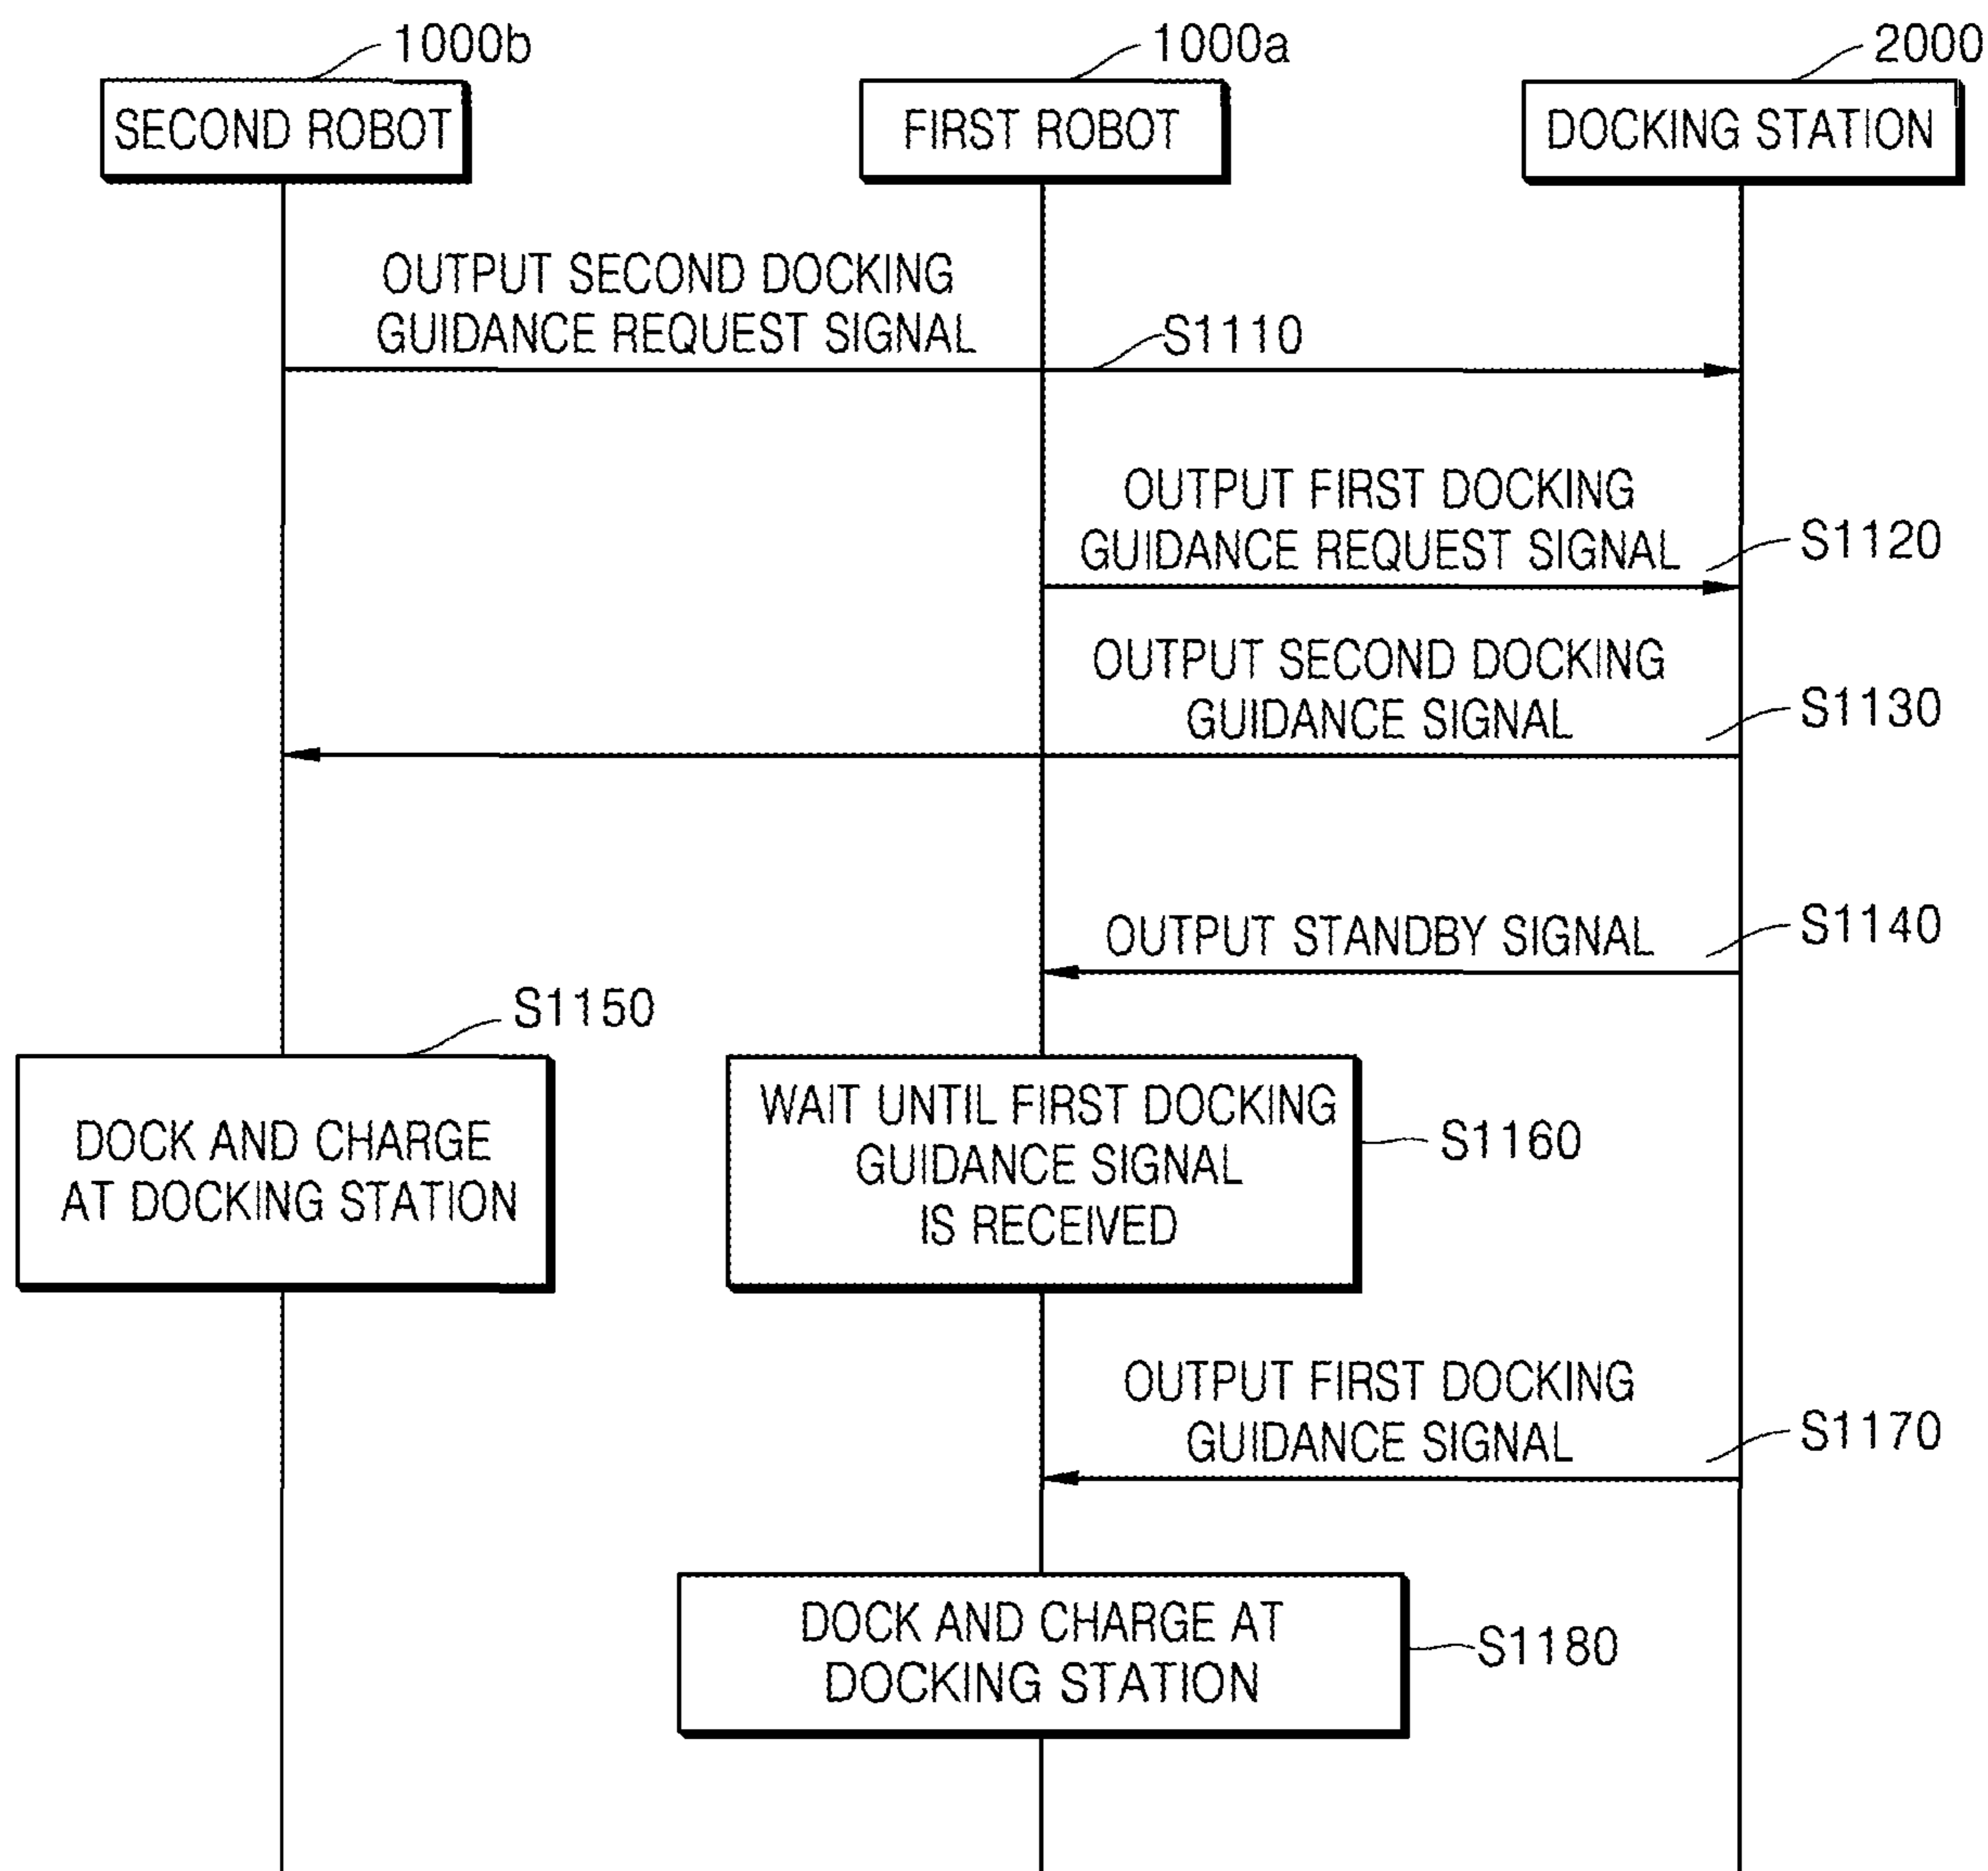 1000b
1000a
2000
SECOND ROBOT
FIRST ROBOT
DOCKING STATION
OUTPUT SECOND DOCKING
GUIDANCE REQUEST SIGNAL
S1110
OUTPUT FIRST DOCKING
GUIDANCE REQUEST SIGNAL
S1120
OUTPUT SECOND DOCKING
GUIDANCE SIGNAL
S1130
OUTPUT STANDBY SIGNAL
S1140
S1150
DOCK AND CHARGE
AT DOCKING STATION
WAIT UNTIL FIRST DOCKING
GUIDANCE SIGNAL
IS RECEIVED
S1160
OUTPUT FIRST DOCKING
GUIDANCE SIGNAL
S1170
DOCK AND CHARGE AT
DOCKING STATION
S1180